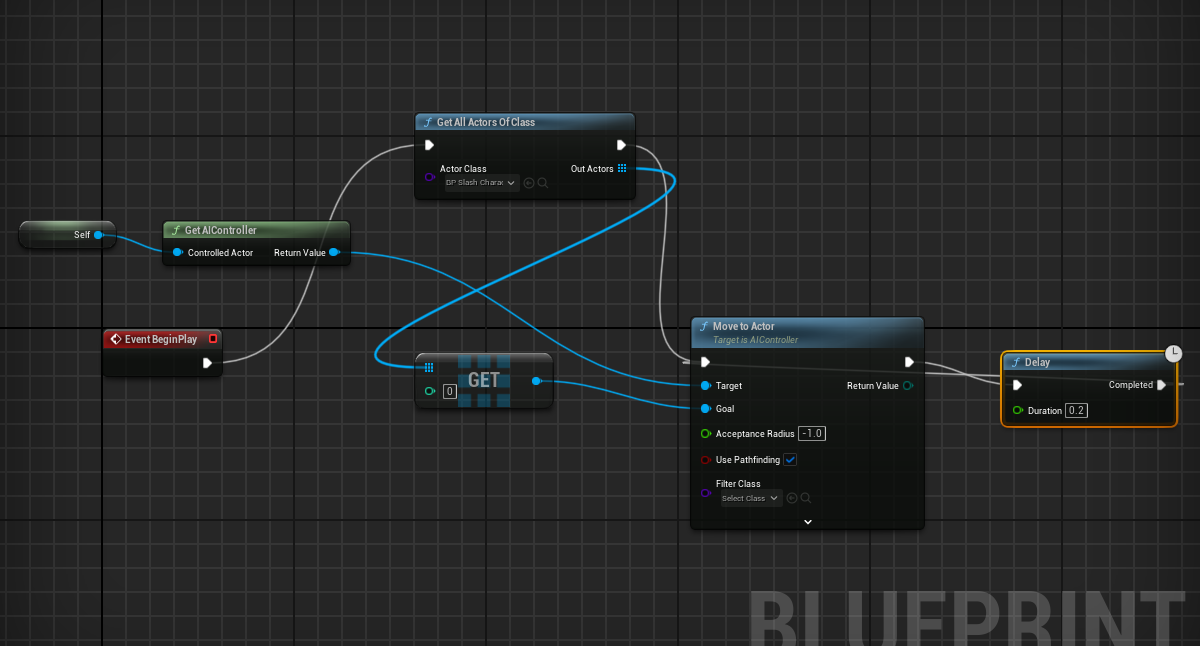 Get All Actors Of Class
Actor Class
Out Actors
BP Slash Charac
Self
Get AIController
Controlled Actor
Return Value
Event BeginPlay
GET
0
Move to Actor
Target is AIController
Target
Return Value
Goal
Acceptance Radius -1.0
Use Pathfinding
Filter Class
Select Class
Delay
Completed
Duration 0.2
BLUEPRINT